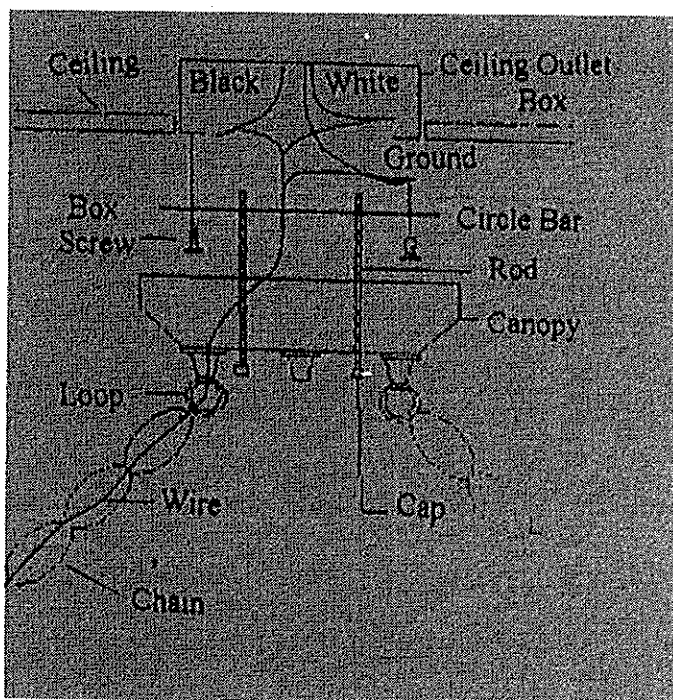 Ceiling
Black
White
Ceiling Outlet
Box
Ground
Box
Screw
Circle Bar
Rod
Canopy
Loop
Wire
Cap
Chain